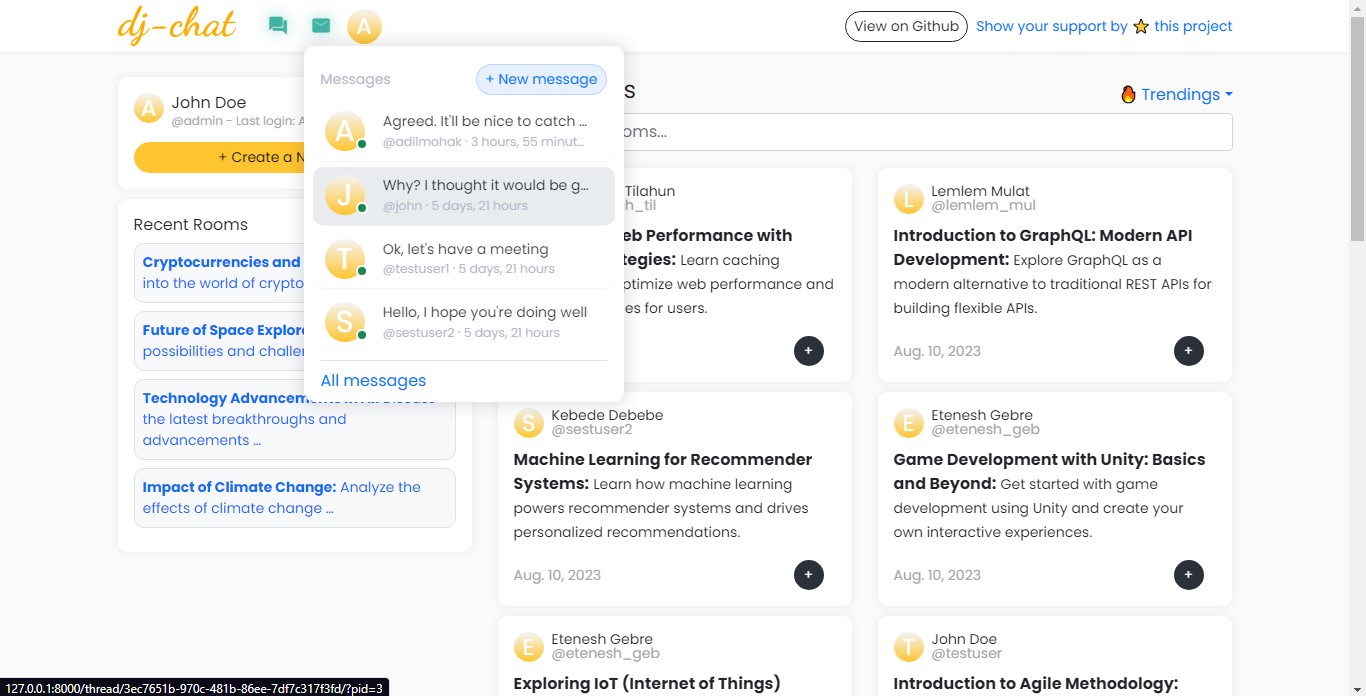 dj-chat
A
View on Github
Show your support by ⭐ this project
Messages
+ New message
A
Agreed. It'll be nice to catch ...
@adilmohak · 3 hours, 55 minut...
J
Why? I thought it would be g...
@john · 5 days, 21 hours
T
Ok, let's have a meeting
@testuser1 · 5 days, 21 hours
S
Hello, I hope you're doing well
@sestuser2 · 5 days, 21 hours
All messages
A
John Doe
@admin - Last login:
+ Create a
Recent Rooms
Cryptocurrencies and
into the world of crypto
Future of Space
possibilities and
Technology
the latest breakthroughs and
advancements ...
Impact of Climate Change: Analyze the
effects of climate change ...
🔥 Trendings
Tilahun
Performance with
Learn caching
web performance and
for users.
L
Lemlem Mulat
@lemlem_mul
Introduction to GraphQL: Modern API
Development: Explore GraphQL as a
modern alternative to traditional REST APIs for
building flexible APIs.
+
Aug. 10, 2023
+
S
Kebede Debebe
@sestuser2
Machine Learning for Recommender
Systems: Learn how machine learning
powers recommender systems and drives
personalized recommendations.
Aug. 10, 2023
+
E
Etenesh Gebre
@etenesh_geb
Game Development with Unity: Basics
and Beyond: Get started with game
development using Unity and create your
own interactive experiences.
Aug. 10, 2023
+
E
Etenesh Gebre
@etenesh_geb
Exploring IoT (Internet of Things)
T
John Doe
@testuser
Introduction to Agile Methodology:
127.0.0.1:8000/thread/3ec7651b-970c-481b-86ee-7df7c317f3fd/?pid=3